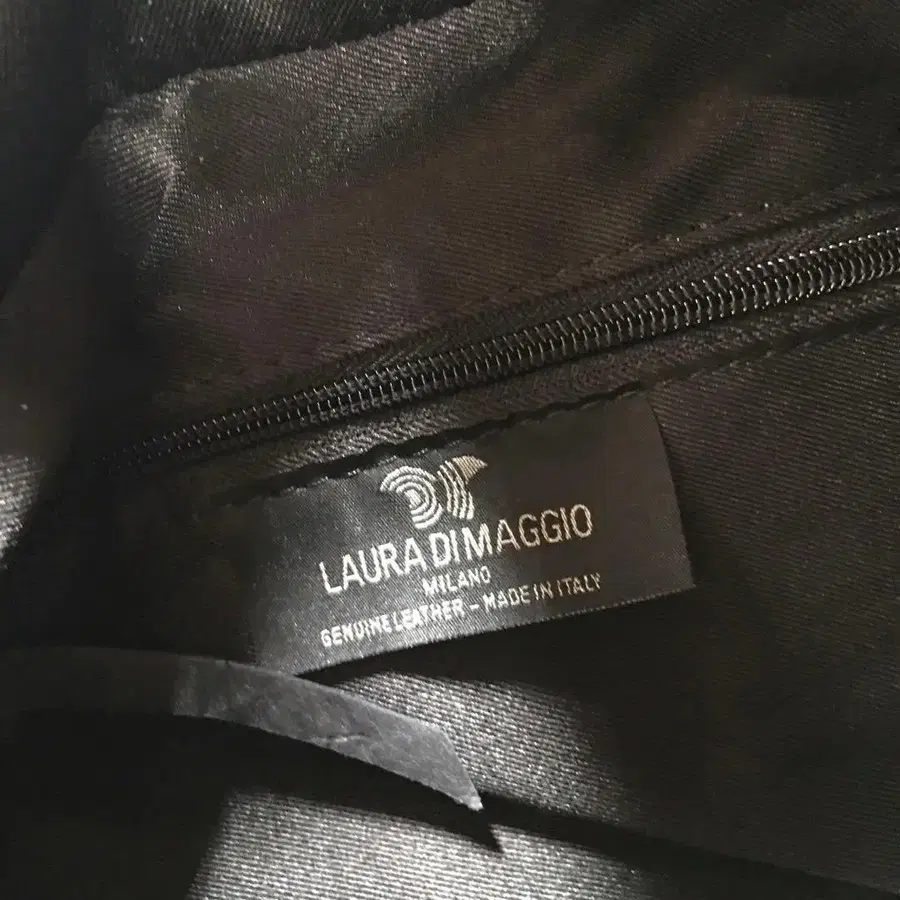 LAURA DI MAGGIO
MILANO
GENUINE LEATHER - MADE IN ITALY